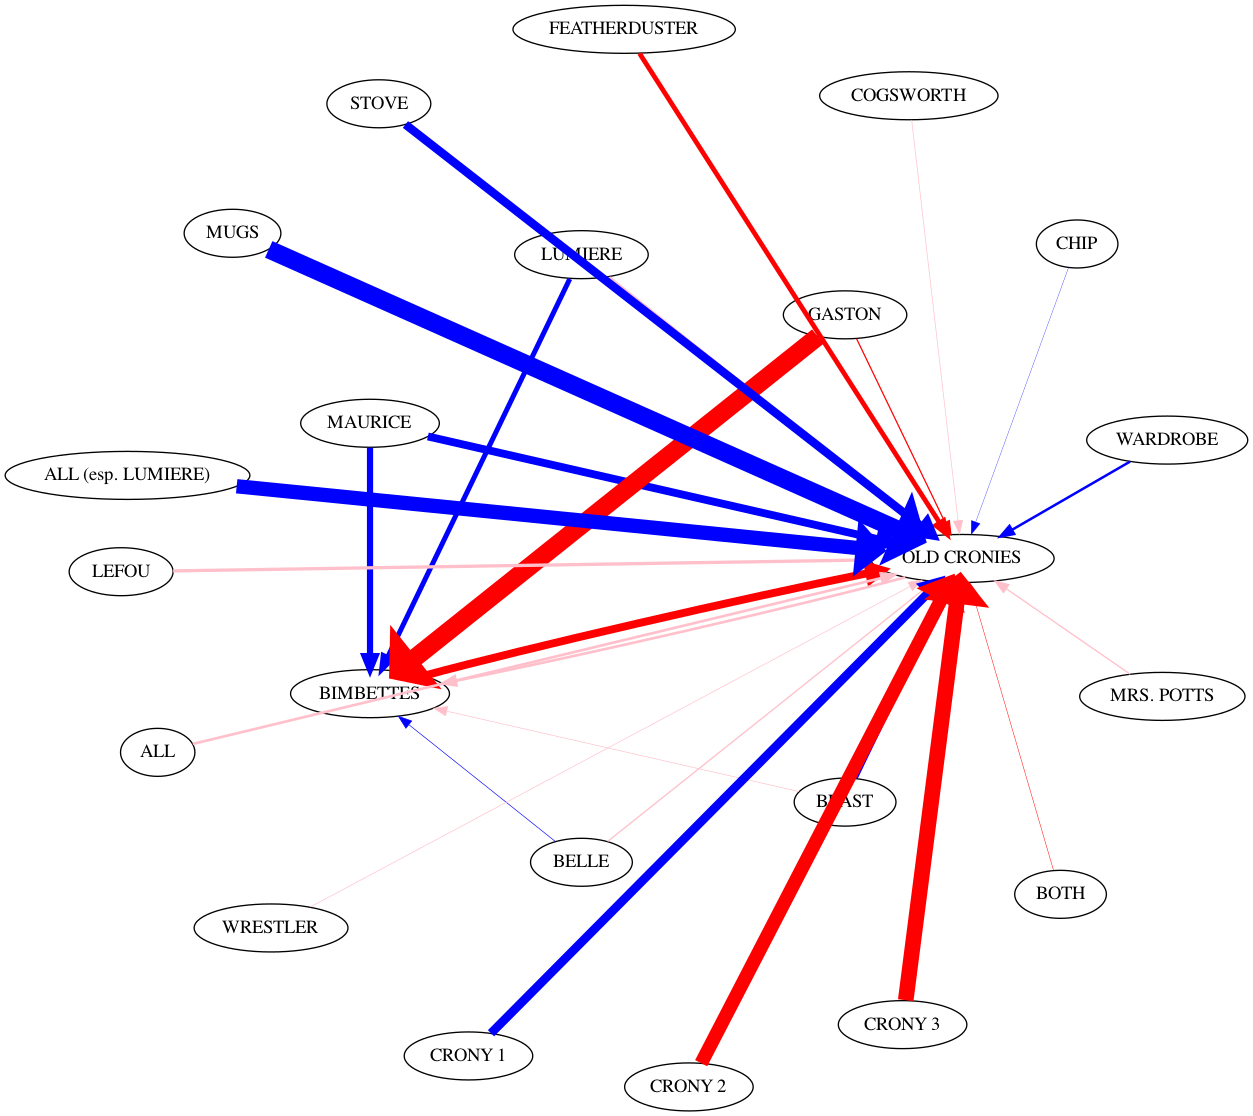 FEATHERDUSTER
COGSWORTH
STOVE
MUGS
LUMIERE
CHIP
GASTON
MAURICE
WARDROBE
ALL (esp. LUMIERE)
OLD CRONIES
LEFOU
BIMBETTES
MRS. POTTS
ALL
BEAST
BELLE
BOTH
WRESTLER
CRONY 3
CRONY 1
CRONY 2